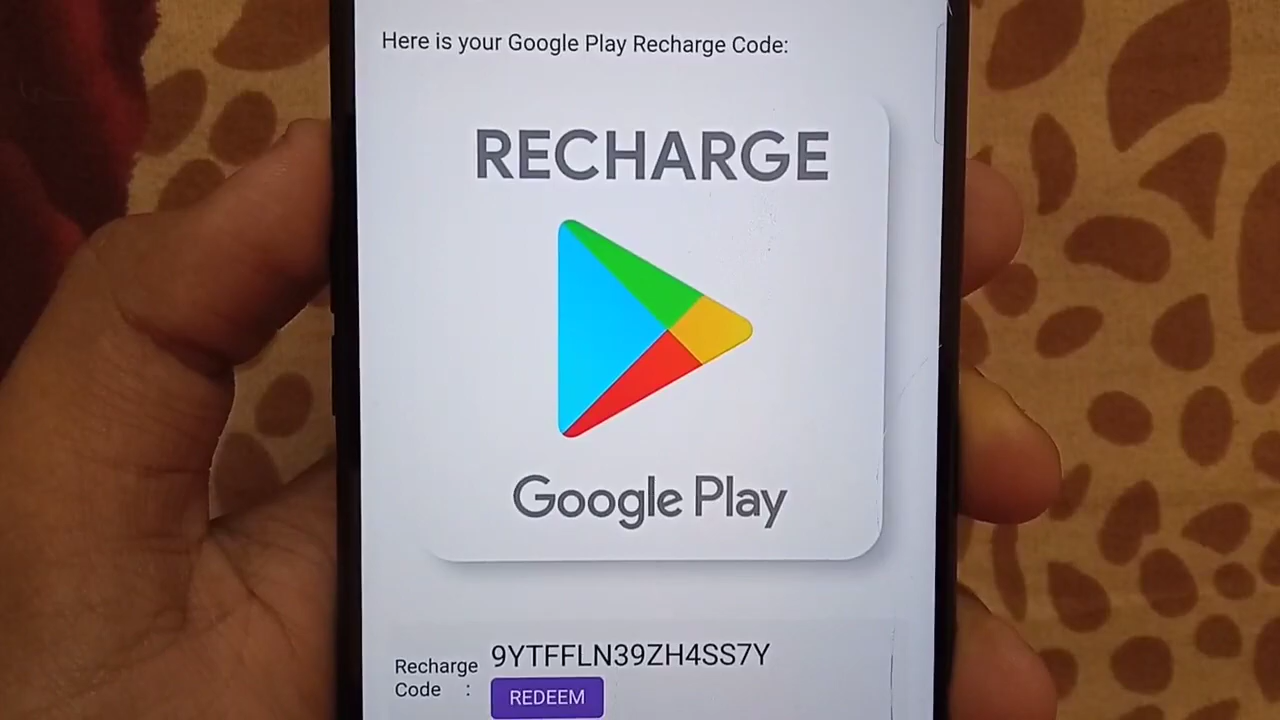 Here is your Google Play Recharge Code:
RECHARGE
Google Play
Recharge
Code :
9YTFFLN39ZH4SS7Y
REDEEM